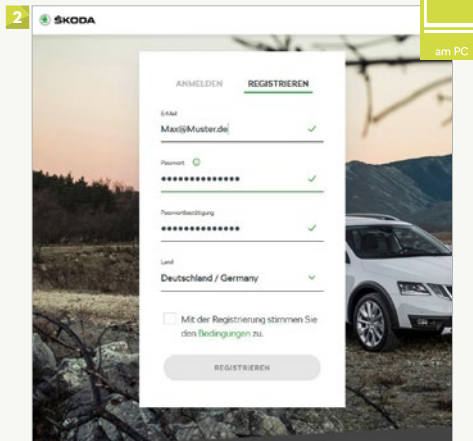 2
ŠKODA
am PC
ANMELDEN REGISTRIEREN
E-Mail
Max@Muster.de
Passwort
••••••••••••••
Passwortbestätigung
••••••••••••••
Land
Deutschland / Germany
Mit der Registrierung stimmen Sie
den Bedingungen zu.
REGISTRIEREN